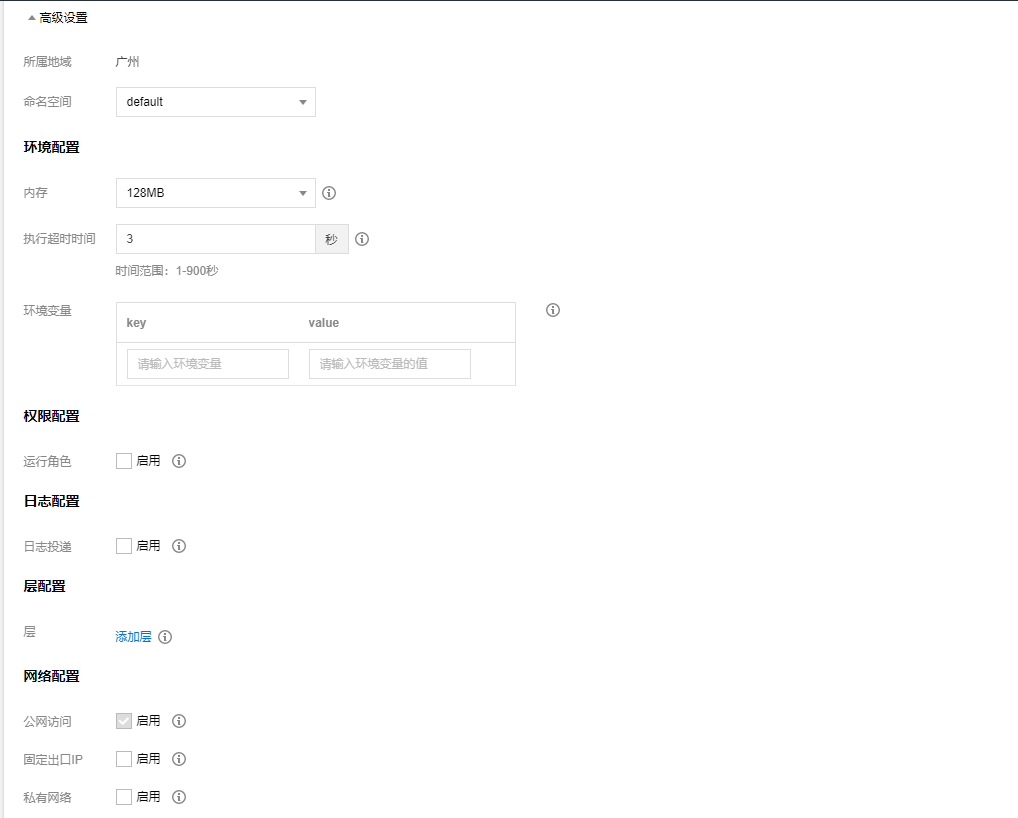 高级设置
所属地域 广州
命名空间 default
环境配置
内存 128MB
执行超时时间 3 秒
时间范围：1-900秒
环境变量 key value
请输入环境变量 请输入环境变量的值
权限配置
运行角色 启用
日志配置
日志投递 启用
层配置
层 添加层
网络配置
公网访问 启用
固定出口IP 启用
私有网络 启用